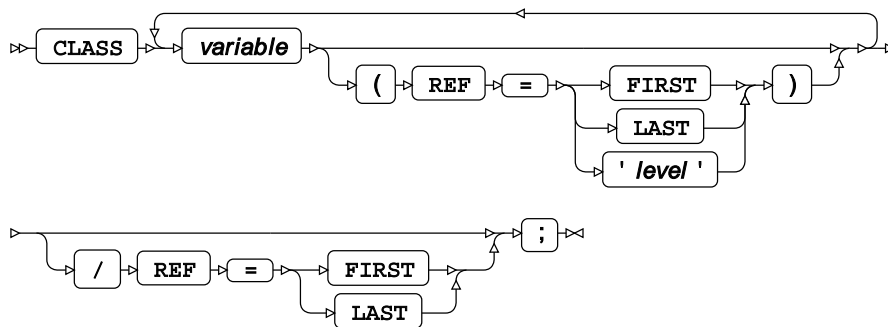 CLASS variable
( REF = FIRST )
LAST
' level '
;
/ REF = FIRST
LAST